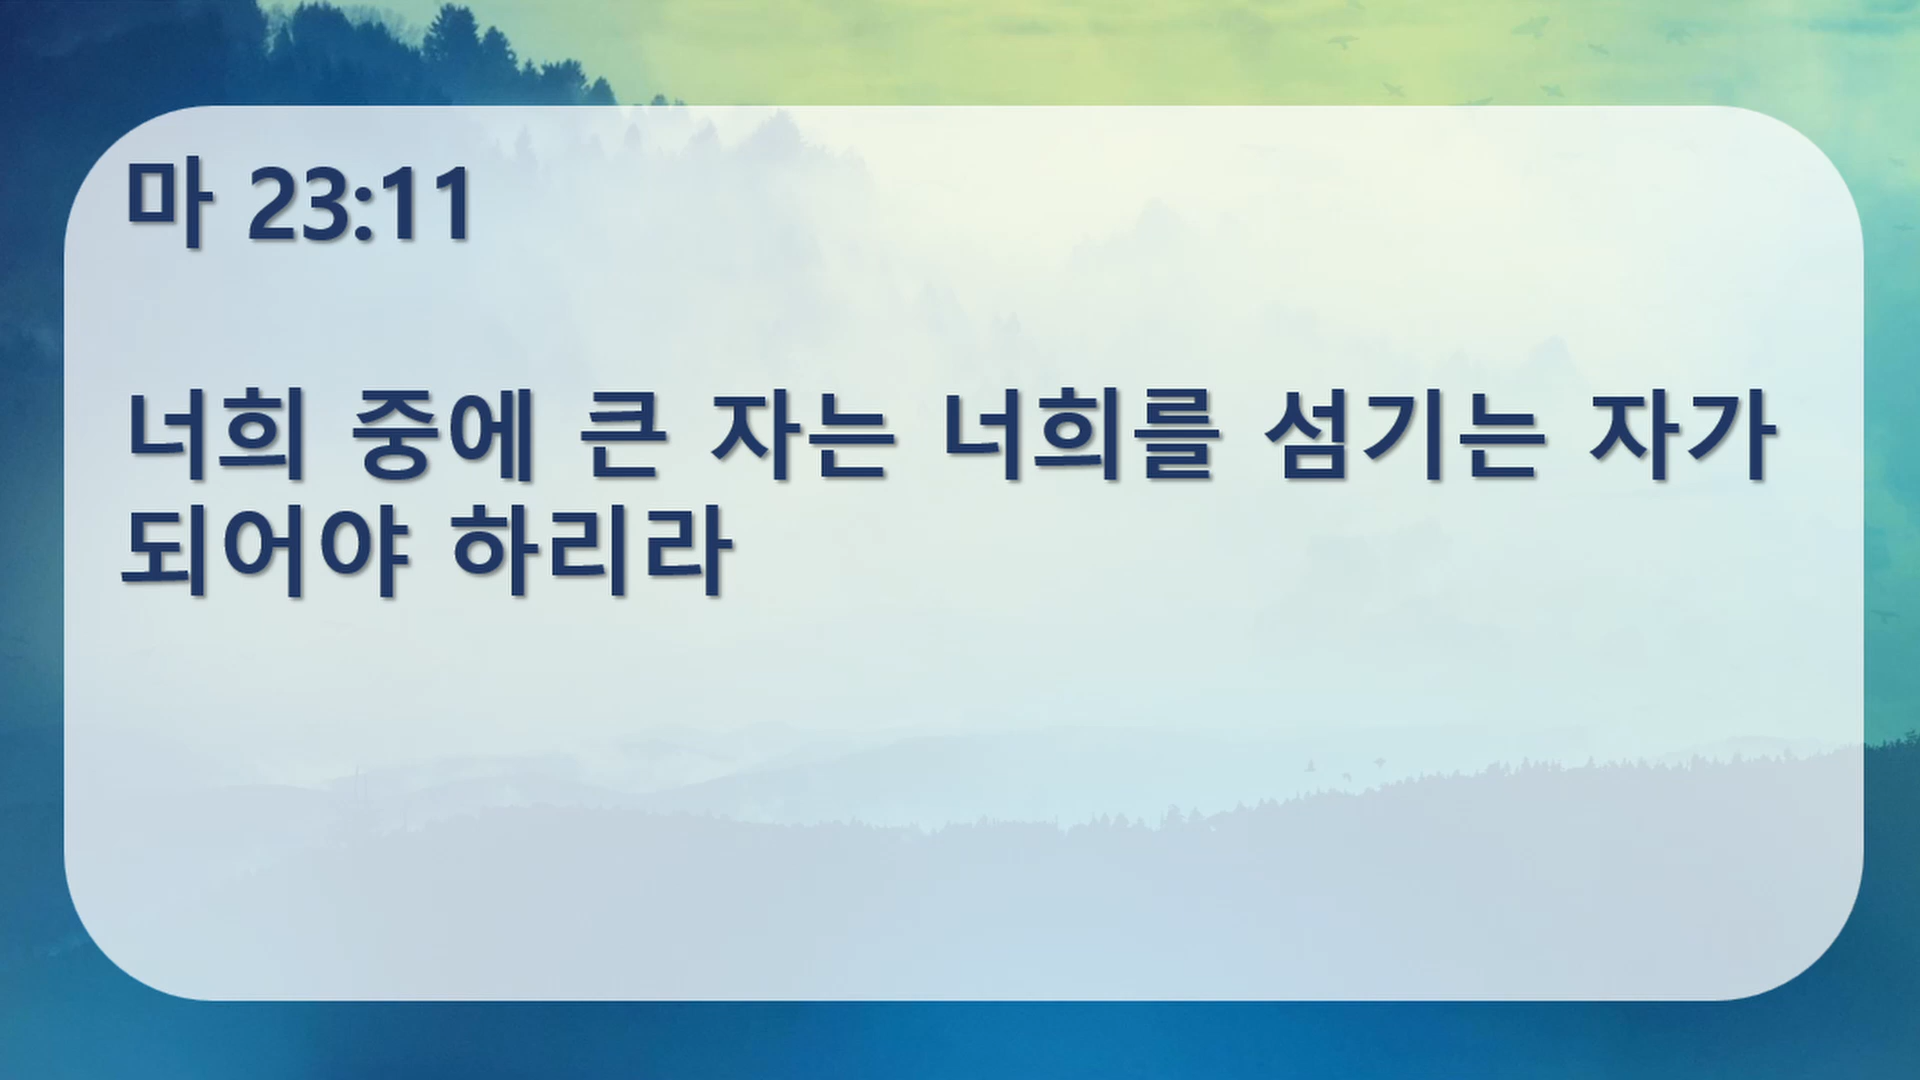 마 23:11
너희 중에 큰 자는 너희를 섬기는 자가
되어야 하리라